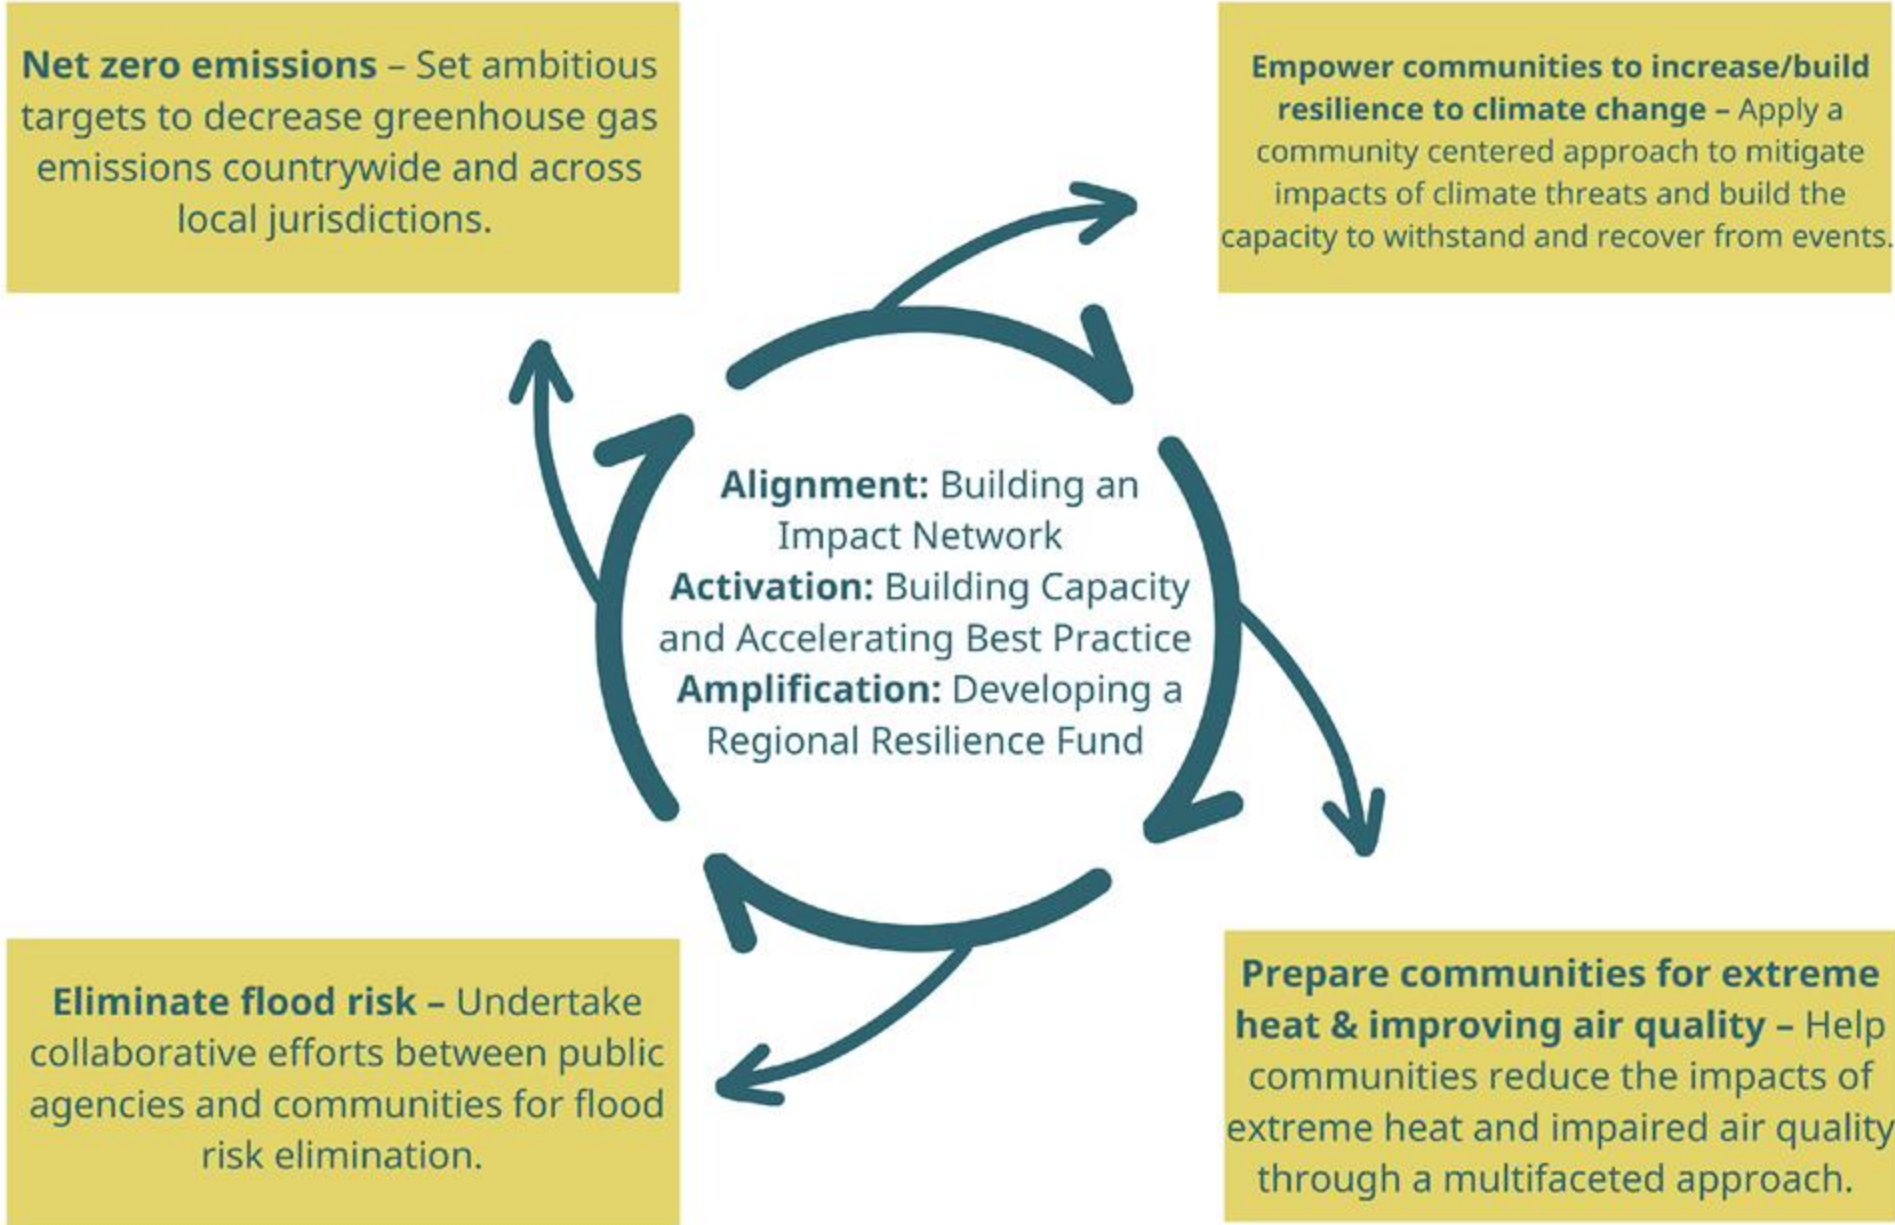 Net zero emissions – Set ambitious
targets to decrease greenhouse gas
emissions countrywide and across
local jurisdictions.
Empower communities to increase/build
resilience to climate change – Apply a
community centered approach to mitigate
impacts of climate threats and build the
capacity to withstand and recover from events.
Alignment: Building an
Impact Network
Activation: Building Capacity
and Accelerating Best Practice
Amplification: Developing a
Regional Resilience Fund
Eliminate flood risk – Undertake
collaborative efforts between public
agencies and communities for flood
risk elimination.
Prepare communities for extreme
heat & improving air quality – Help
communities reduce the impacts of
extreme heat and impaired air quality
through a multifaceted approach.